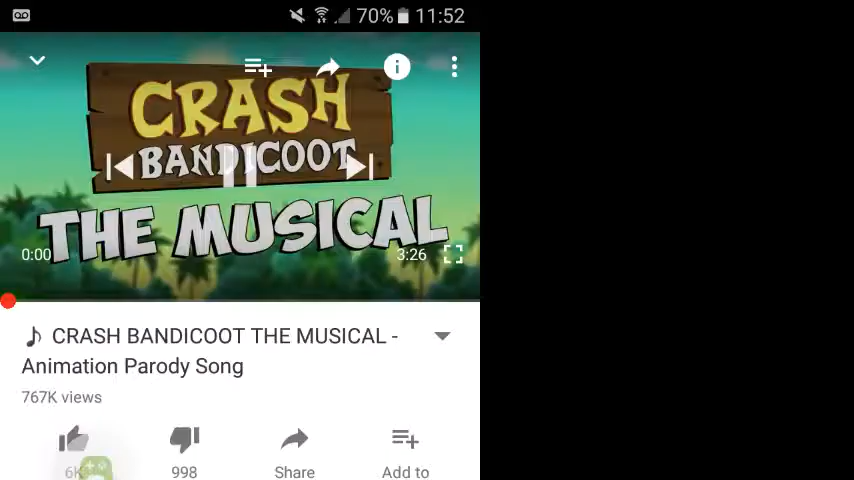 70% 11:52
CRASH
BANDICOOT
THE MUSICAL
0:00 3:26
CRASH BANDICOOT THE MUSICAL -
Animation Parody Song
767K views
6K 998 Share Add to